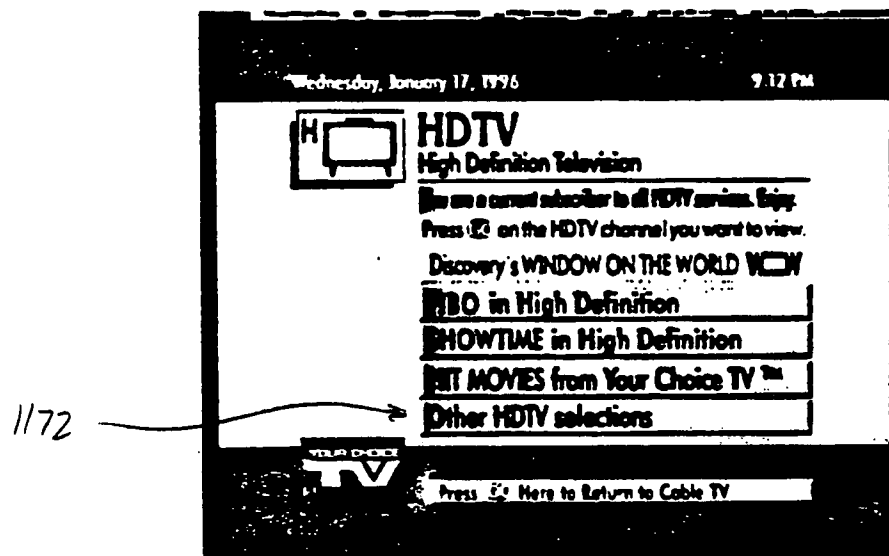 Wednesday, January 17, 1996 9:12 PM
H
HDTV
High Definition Television
You are a current subscriber to all HDTV services. Enjoy.
Press on the HDTV channel you want to view.
Discovery's WINDOW ON THE WORLD WOW
HBO in High Definition
SHOWTIME in High Definition
HIT MOVIES from Your Choice TV™
Other HDTV selections
1172
YOUR CHOICE
TV
Press Here to Return to Cable TV